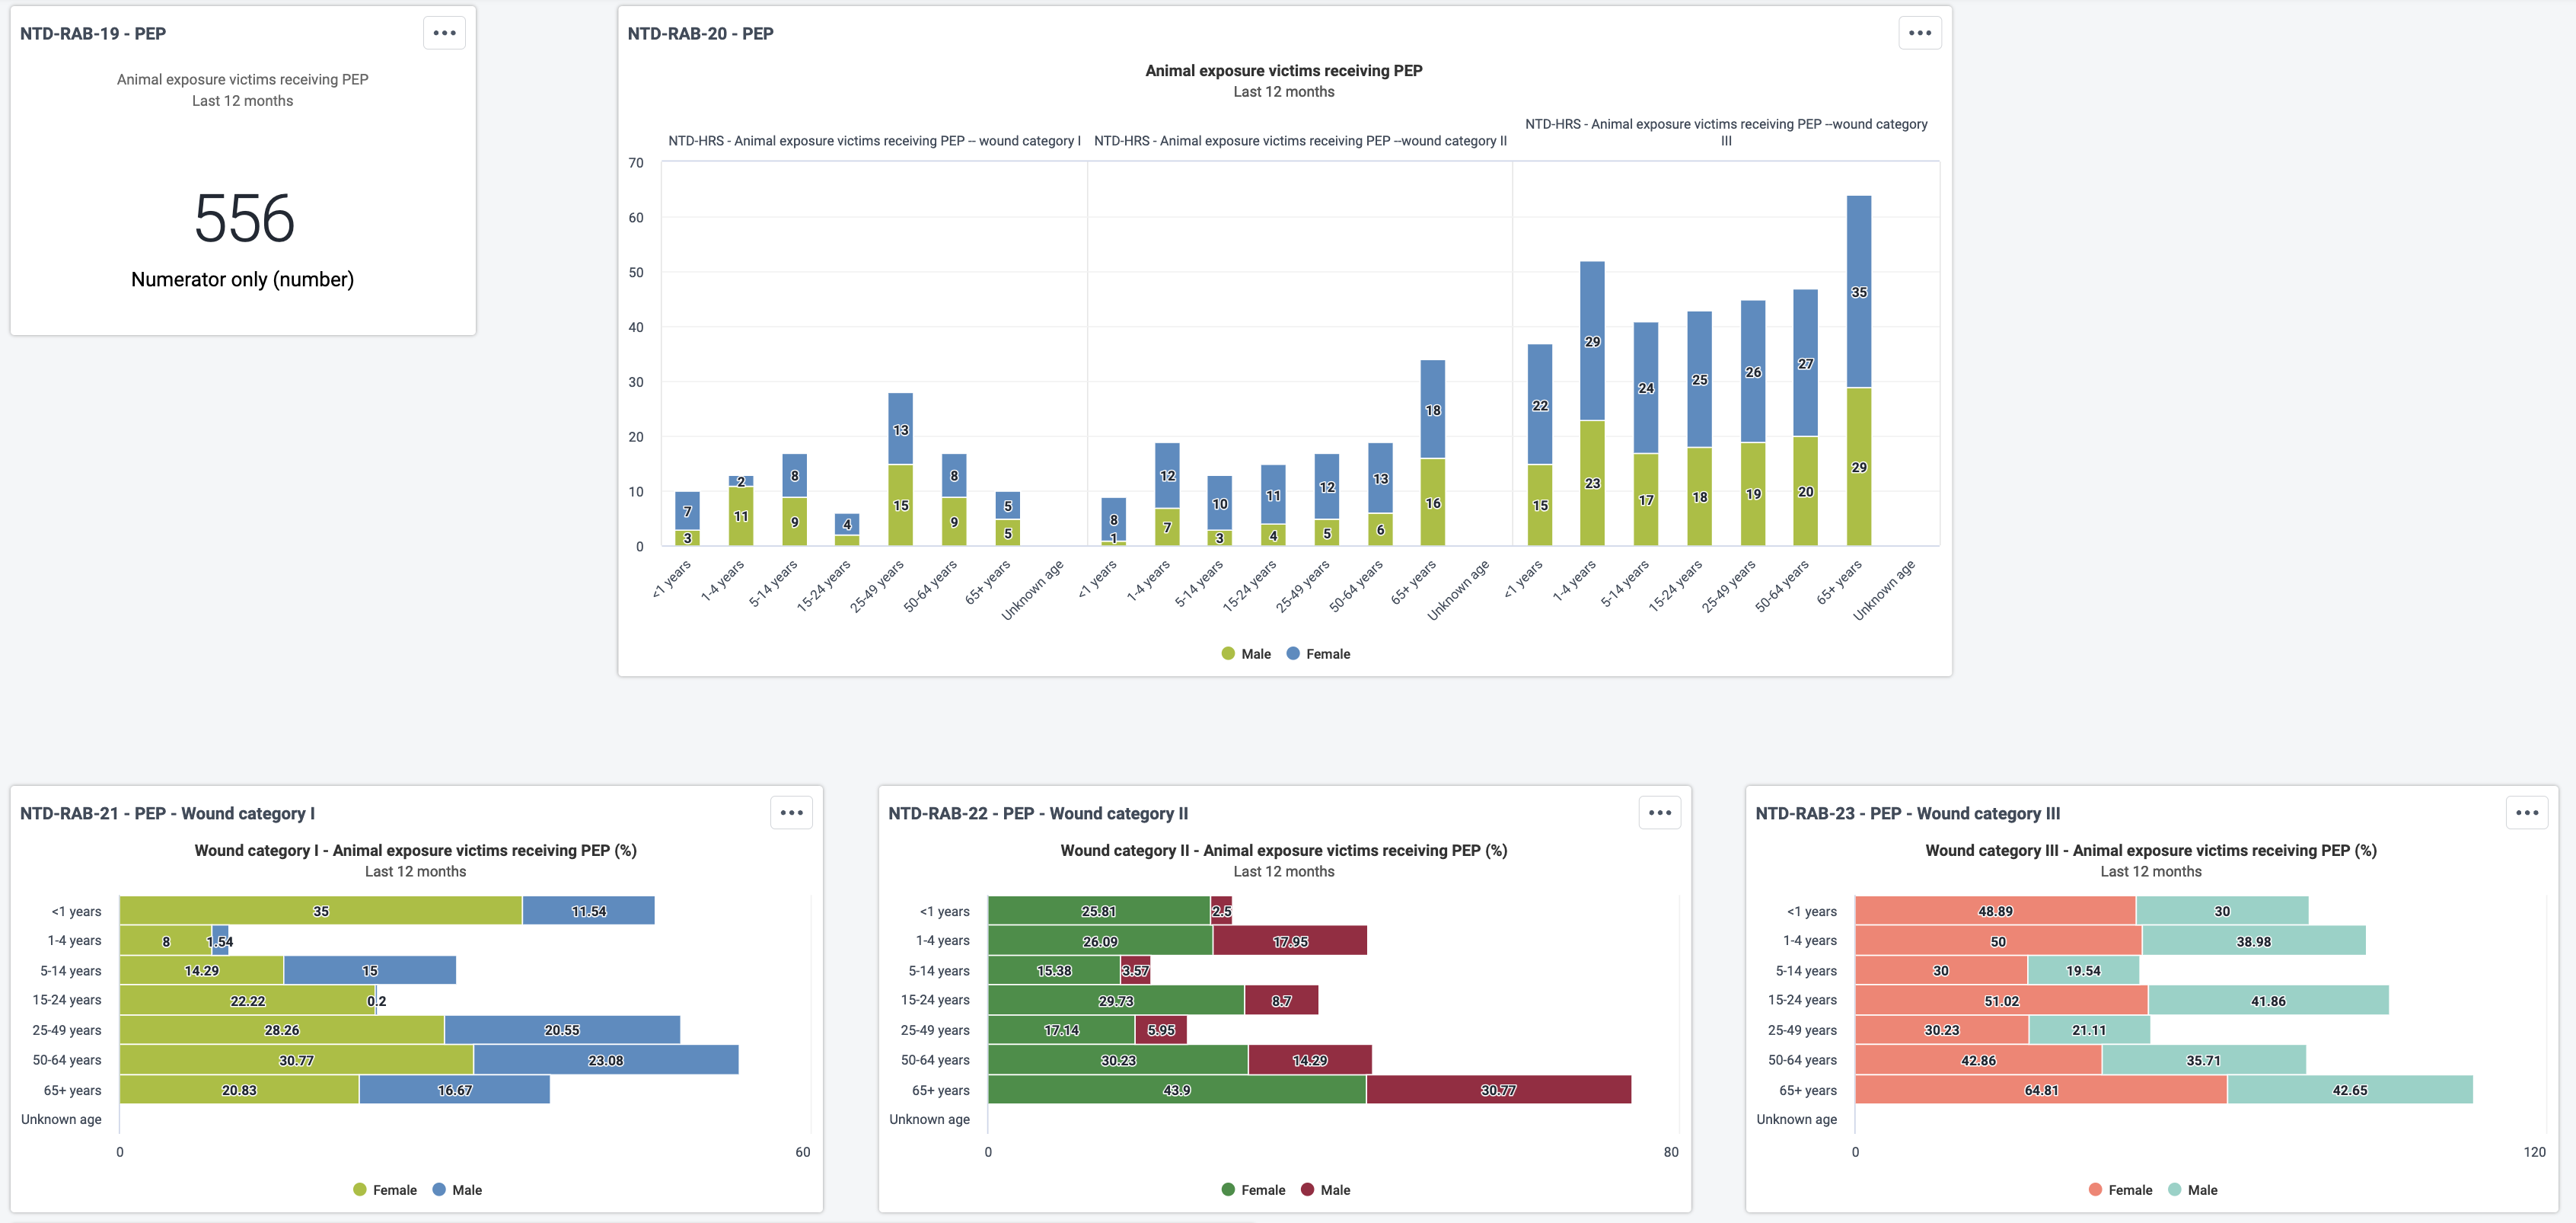 NTD-RAB-19 - PEP
Animal exposure victims receiving PEP
Last 12 months
556
Numerator only (number)
NTD-RAB-20 - PEP
Animal exposure victims receiving PEP
Last 12 months
NTD-HRS - Animal exposure victims receiving PEP -- wound category I
NTD-HRS - Animal exposure victims receiving PEP --wound category II
NTD-HRS - Animal exposure victims receiving PEP --wound category
III
70
60
50
40
30
20
10
0
7 2 8 4 13 8 5
3 11 9 15 9 5
8 12 10 11 12 13 18
1 7 3 4 5 6 16
22 29 24 25 26 27 35
15 23 17 18 19 20 29
<1 years 1-4 years 5-14 years 15-24 years 25-49 years 50-64 years 65+ years Unknown age
<1 years 1-4 years 5-14 years 15-24 years 25-49 years 50-64 years 65+ years Unknown age
<1 years 1-4 years 5-14 years 15-24 years 25-49 years 50-64 years 65+ years Unknown age
Male Female
NTD-RAB-21 - PEP - Wound category I
Wound category I - Animal exposure victims receiving PEP (%)
Last 12 months
<1 years 35 11.54
1-4 years 8 1.54
5-14 years 14.29 15
15-24 years 22.22 0.2
25-49 years 28.26 20.55
50-64 years 30.77 23.08
65+ years 20.83 16.67
Unknown age
0 60
Female Male
NTD-RAB-22 - PEP - Wound category II
Wound category II - Animal exposure victims receiving PEP (%)
Last 12 months
<1 years 25.81 2.5
1-4 years 26.09 17.95
5-14 years 15.38 3.57
15-24 years 29.73 8.7
25-49 years 17.14 5.95
50-64 years 30.23 14.29
65+ years 43.9 30.77
Unknown age
0 80
Female Male
NTD-RAB-23 - PEP - Wound category III
Wound category III - Animal exposure victims receiving PEP (%)
Last 12 months
<1 years 48.89 30
1-4 years 50 38.98
5-14 years 30 19.54
15-24 years 51.02 41.86
25-49 years 30.23 21.11
50-64 years 42.86 35.71
65+ years 64.81 42.65
Unknown age
0 120
Female Male